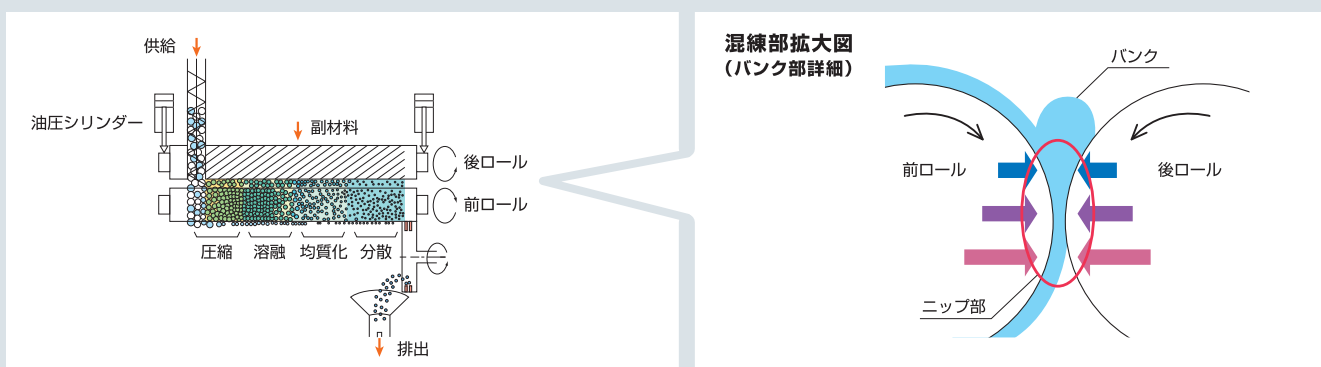 供給
油圧シリンダー
副材料
後ロール
前ロール
圧縮
溶融
均質化
分散
排出
混練部拡大図
（バンク部詳細）
バンク
前ロール
後ロール
ニップ部